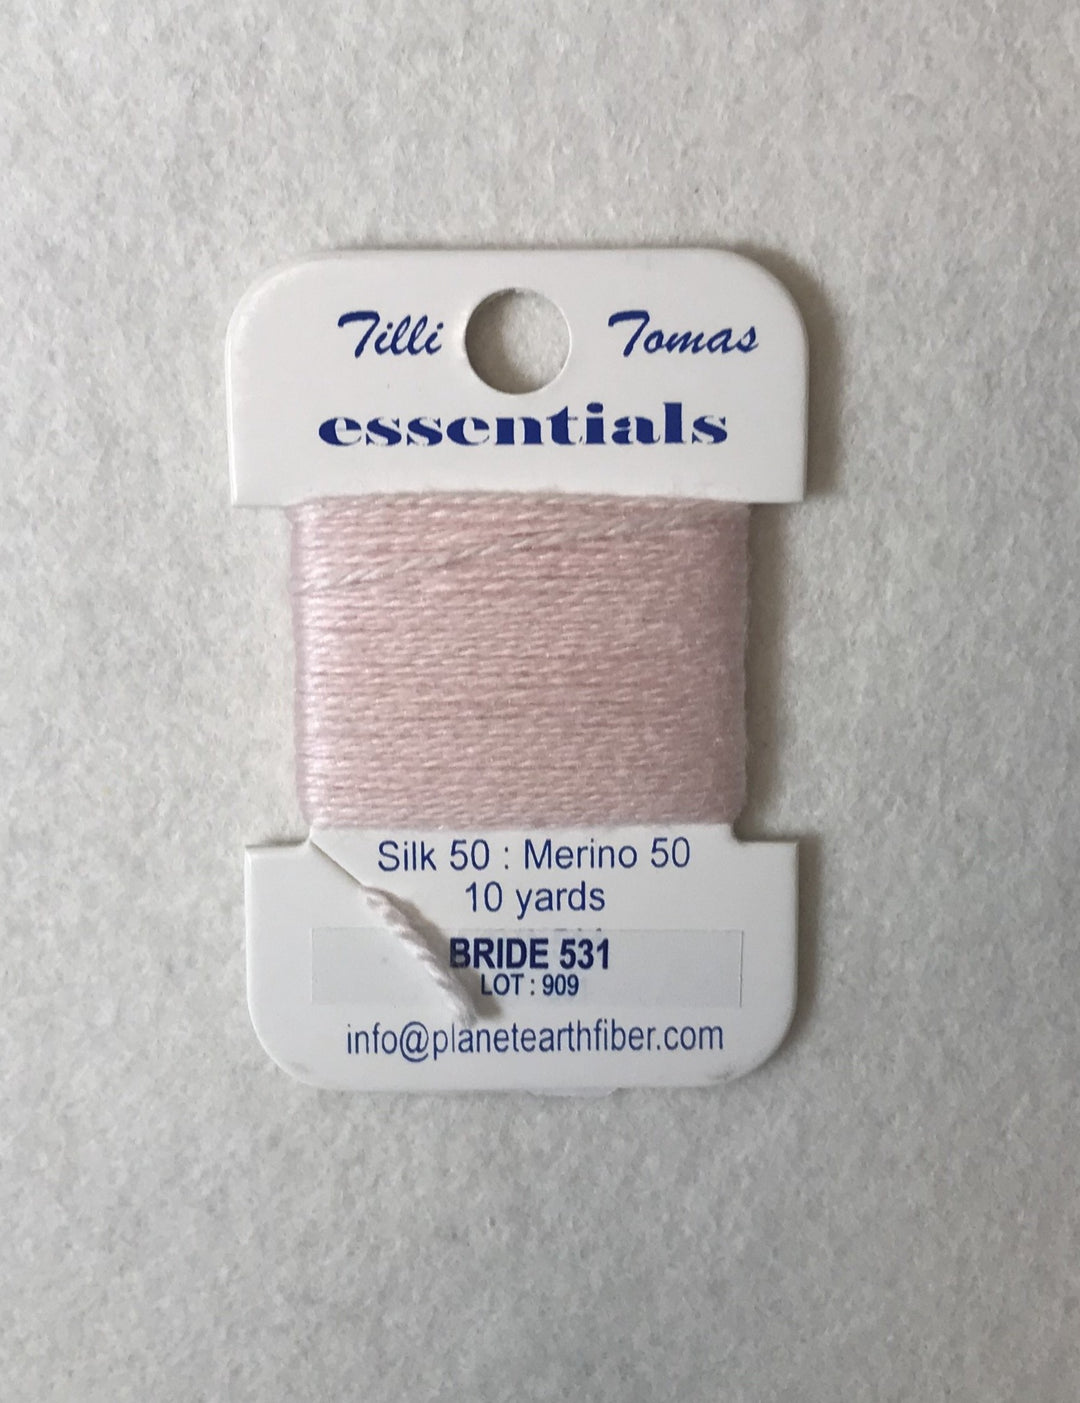 Tilli Tomas
essentials
Silk 50 : Merino 50
10 yards
BRIDE 531
LOT : 909
info@planetearthfiber.com